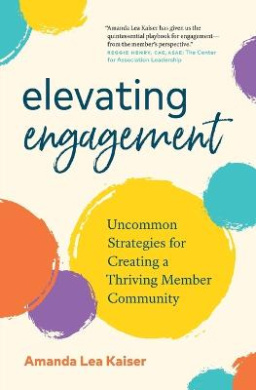 "Amanda Lea Kaiser has given us the
quintessential playbook for engagement—
from the member's perspective."
REGGIE HENRY, CAE, ASAE: The Center
for Association Leadership
elevating
engagement
Uncommon
Strategies for
Creating a
Thriving Member
Community
Amanda Lea Kaiser